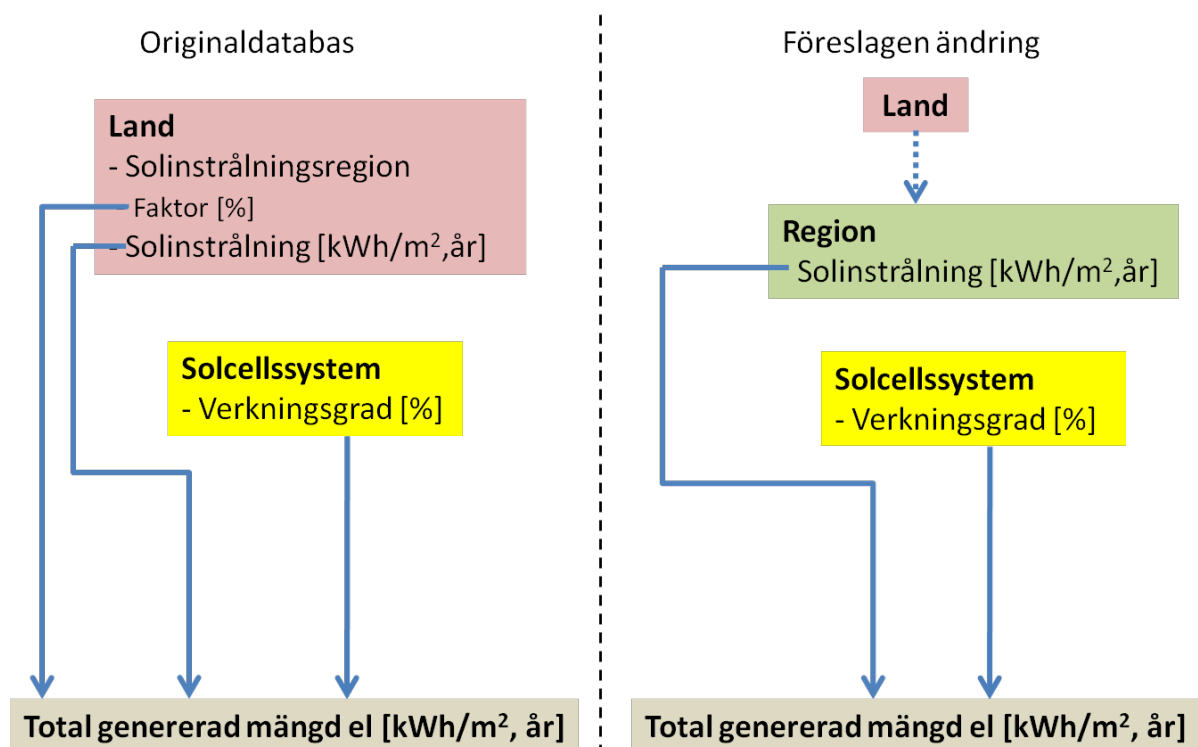 Originaldatabas
Land
- Solinstrålningsregion
- Faktor [%]
- Solinstrålning [kWh/m²,år]
Solcellssystem
- Verkningsgrad [%]
Total genererad mängd el [kWh/m², år]
Föreslagen ändring
Land
Region
- Solinstrålning [kWh/m²,år]
Solcellssystem
- Verkningsgrad [%]
Total genererad mängd el [kWh/m², år]